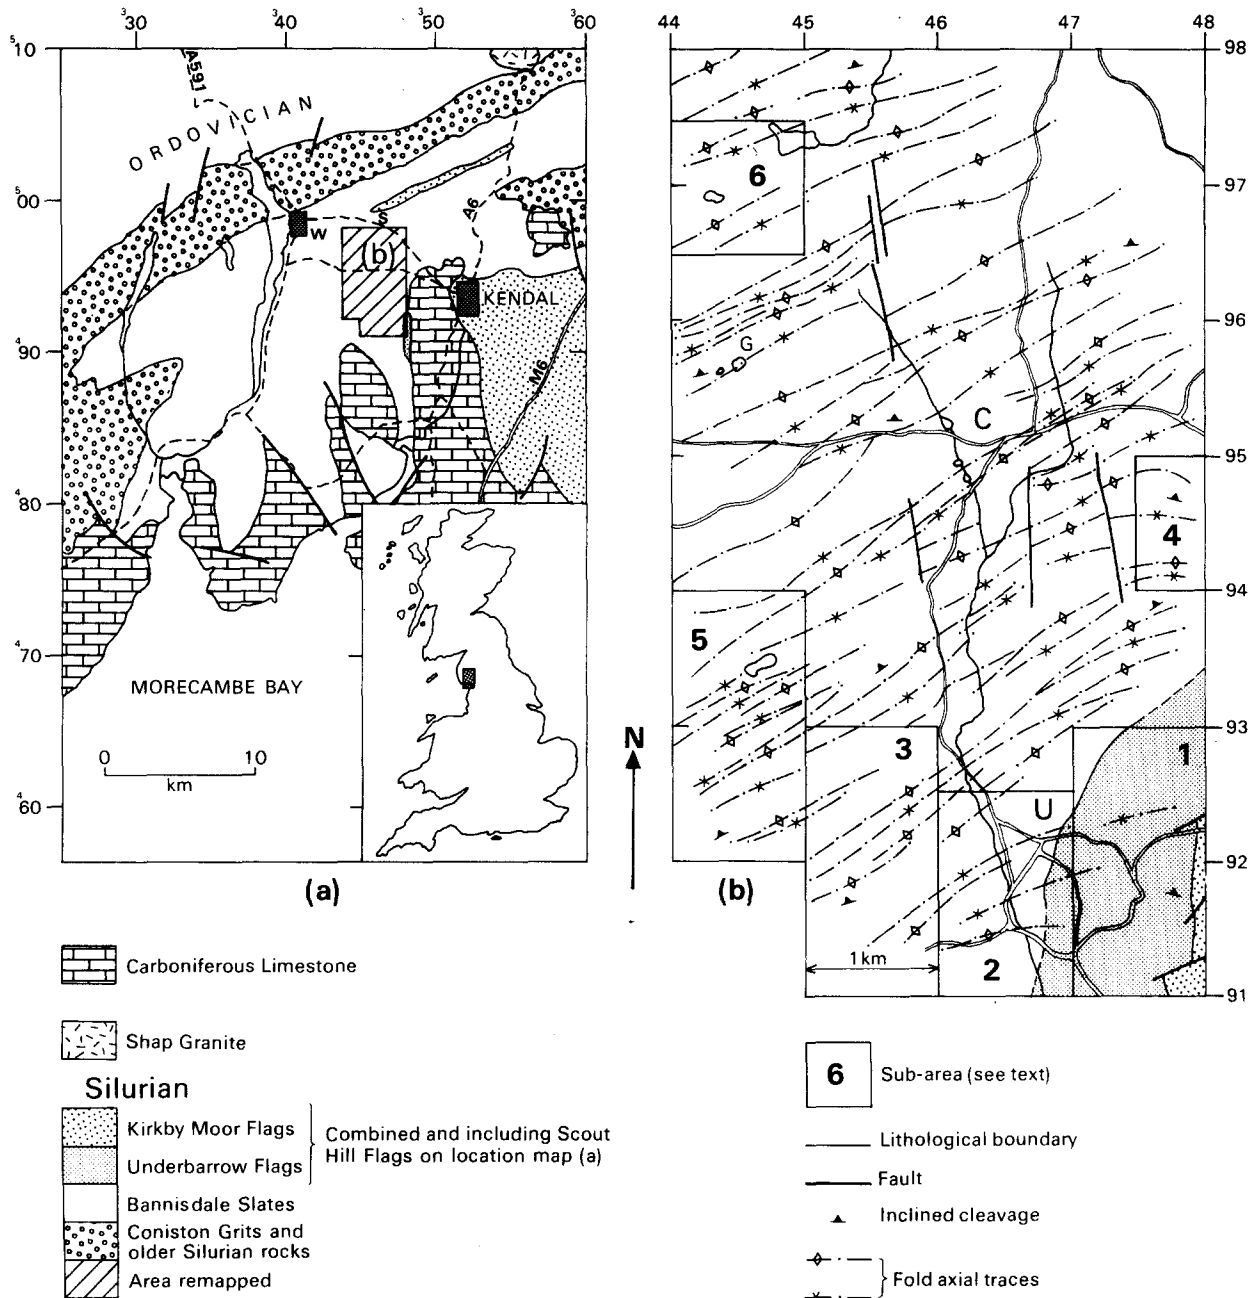 ³30
³40
³50
³60
⁵10
⁵00
⁴90
⁴80
⁴70
⁴60
A591
ORDOVICIAN
A6
S
W
(b)
KENDAL
M6
MORECAMBE BAY
0 10
km
(a)
N
44 45 46 47 48
98
97
96
95
94
93
92
91
6
G
C
4
5
3
1
U
2
1 km
(b)
Carboniferous Limestone
Shap Granite
Silurian
Kirkby Moor Flags
Underbarrow Flags
Combined and including Scout
Hill Flags on location map (a)
Bannisdale Slates
Coniston Grits and
older Silurian rocks
Area remapped
6
Sub-area (see text)
Lithological boundary
Fault
Inclined cleavage
Fold axial traces